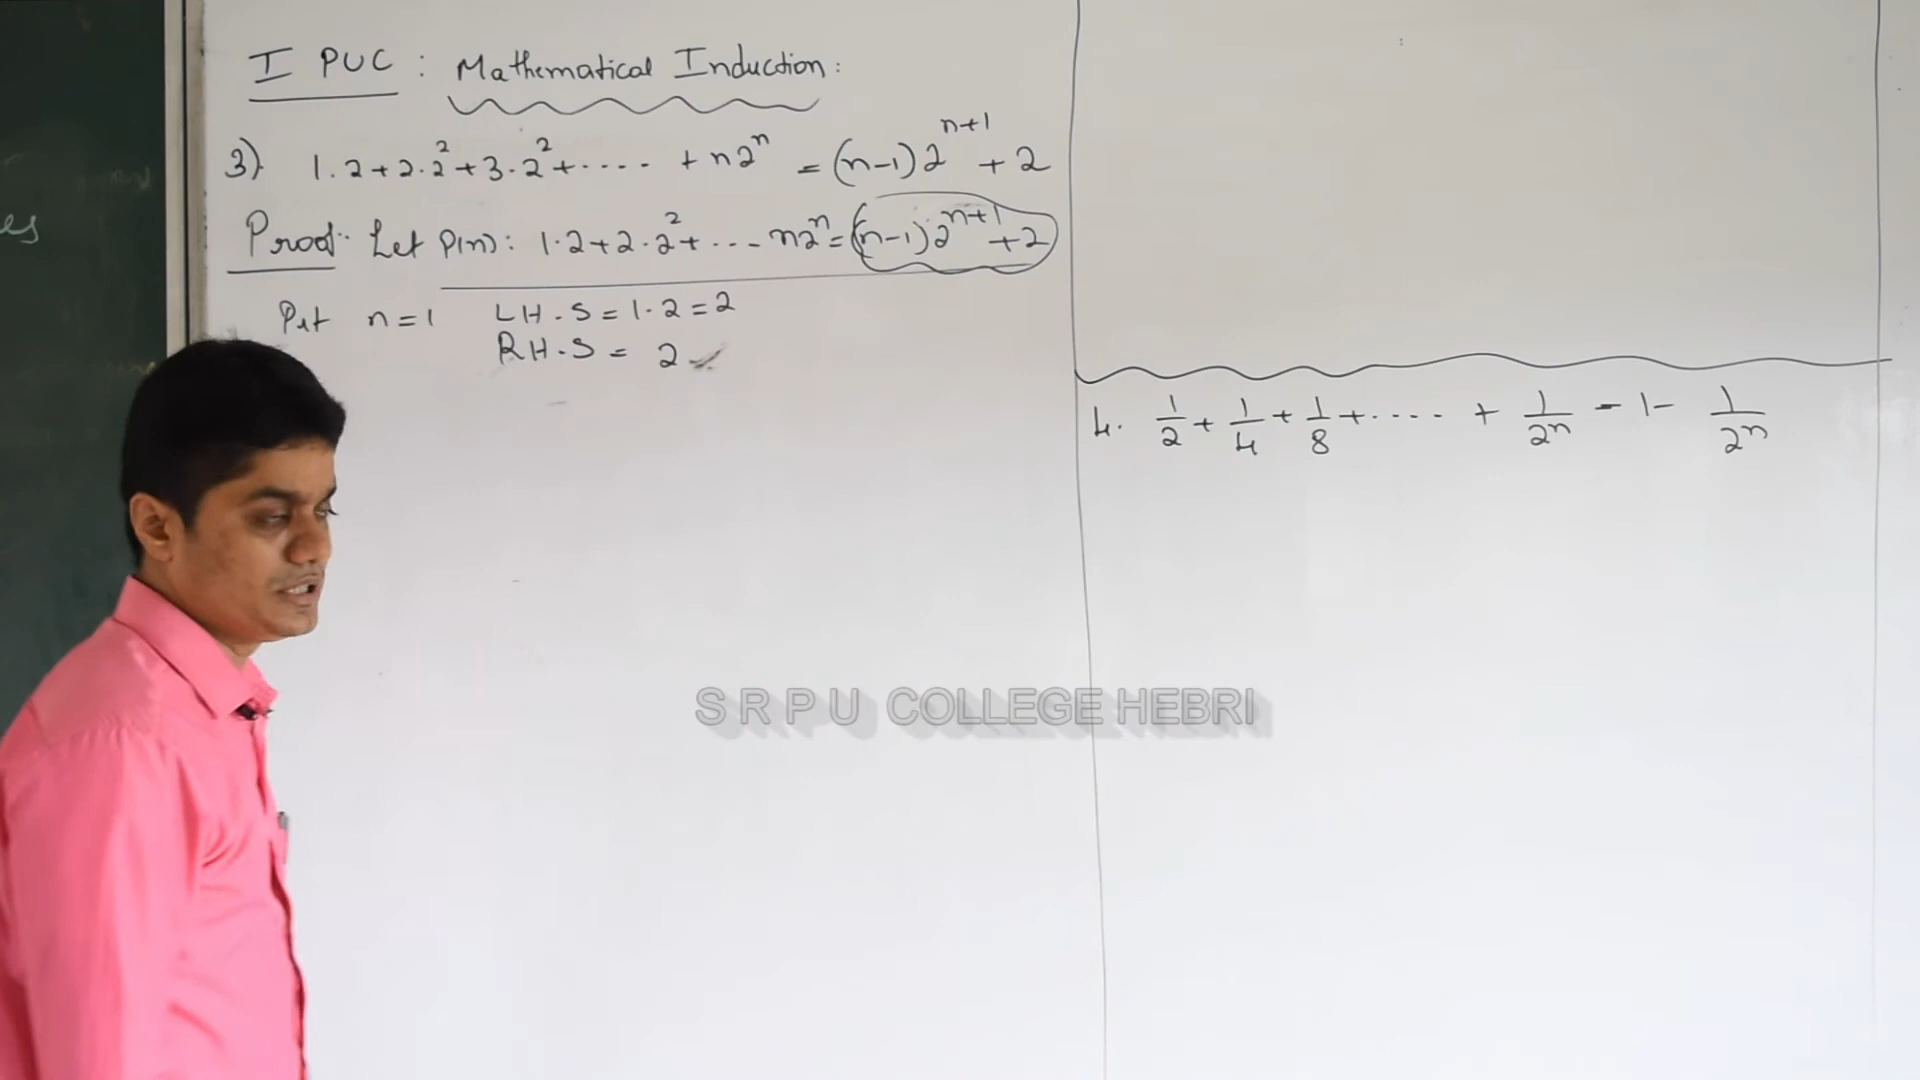 I PUC : Mathematical Induction :
3) 1.2+2.2²+3.2²+..... + n2ⁿ = (n-1)2ⁿ⁺¹ + 2
Proof:- Let P(n): 1.2+2.2²+... n2ⁿ=(n-1)2ⁿ⁺¹+2
Put n=1 LH.S=1.2=2
RH.S = 2
es
4. 1/2 + 1/4 + 1/8 +.... + 1/2ⁿ - 1- 1/2ⁿ
S R P U COLLEGE HEBRI